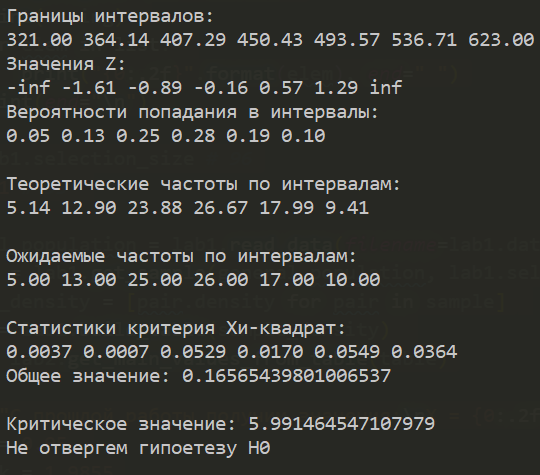 Границы интервалов:
321.00 364.14 407.29 450.43 493.57 536.71 623.00
Значения Z:
-inf -1.61 -0.89 -0.16 0.57 1.29 inf
Вероятности попадания в интервалы:
0.05 0.13 0.25 0.28 0.19 0.10
Теоретические частоты по интервалам:
5.14 12.90 23.88 26.67 17.99 9.41
Ожидаемые частоты по интервалам:
5.00 13.00 25.00 26.00 17.00 10.00
Статистики критерия Хи-квадрат:
0.0037 0.0007 0.0529 0.0170 0.0549 0.0364
Общее значение: 0.16565439801006537
Критическое значение: 5.991464547107979
Не отвергем гипотезу H0